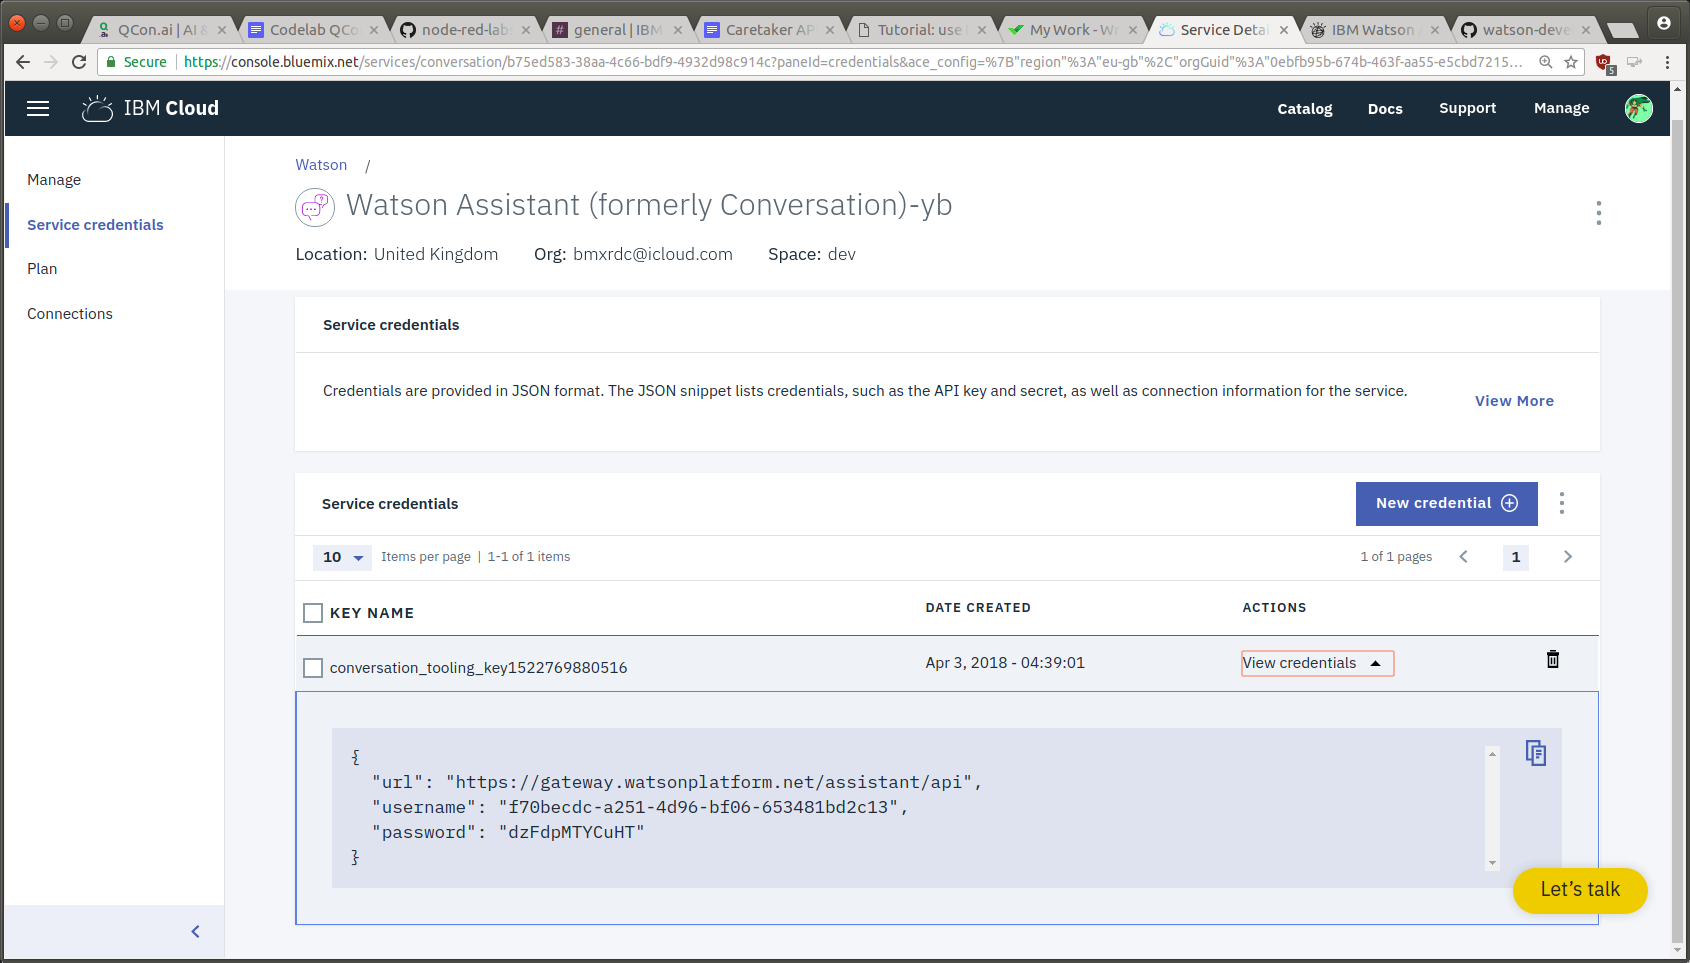 QCon.ai | AI &
Codelab QCo
node-red-labs
general | IBM
Caretaker AP
Tutorial: use
My Work - Wr
Service Detai
IBM Watson
watson-deve
Secure
https://console.bluemix.net/services/conversation/b75ed583-38aa-4c66-bdf9-4932d98c914c?paneId=credentials&ace_config=%7B"region"%3A"eu-gb"%2C"orgGuid"%3A"0ebfb95b-674b-463f-aa55-e5cbd7215...
5
IBM Cloud
Catalog
Docs
Support
Manage
Manage
Service credentials
Plan
Connections
Watson /
Watson Assistant (formerly Conversation)-yb
Location: United Kingdom
Org: bmxrdc@icloud.com
Space: dev
Service credentials
Credentials are provided in JSON format. The JSON snippet lists credentials, such as the API key and secret, as well as connection information for the service.
View More
Service credentials
New credential
10
Items per page | 1-1 of 1 items
1 of 1 pages
1
KEY NAME
DATE CREATED
ACTIONS
conversation_tooling_key1522769880516
Apr 3, 2018 - 04:39:01
View credentials
{
"url": "https://gateway.watsonplatform.net/assistant/api",
"username": "f70becdc-a251-4d96-bf06-653481bd2c13",
"password": "dzFdpMTYCuHT"
}
Let's talk